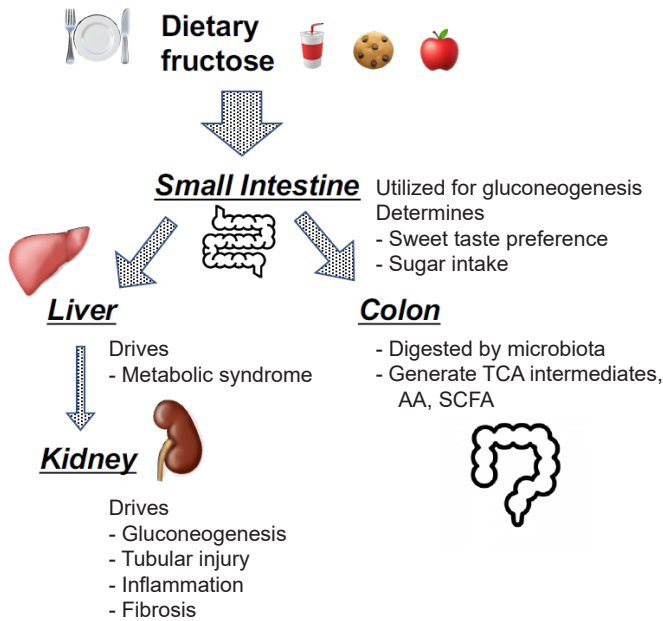 Dietary
fructose
Small Intestine
Utilized for gluconeogenesis
Determines
- Sweet taste preference
- Sugar intake
Liver
Drives
- Metabolic syndrome
Colon
- Digested by microbiota
- Generate TCA intermediates,
AA, SCFA
Kidney
Drives
- Gluconeogenesis
- Tubular injury
- Inflammation
- Fibrosis